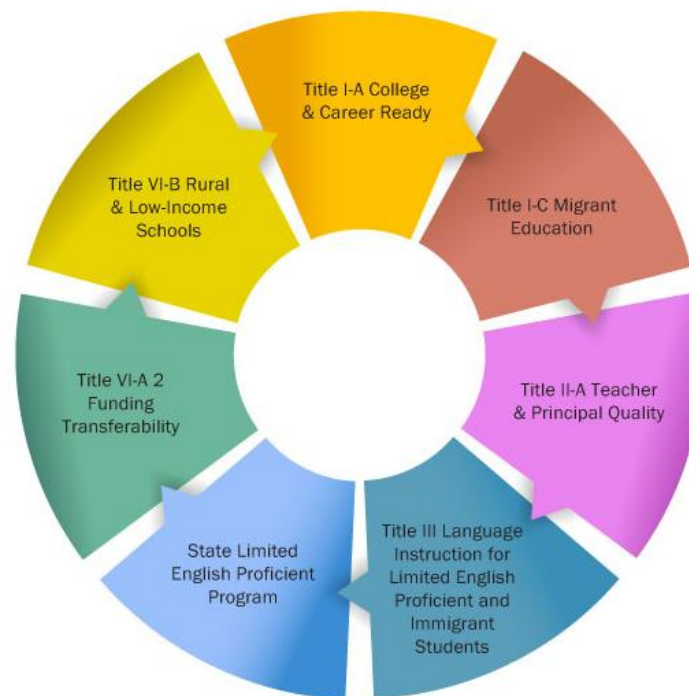 Title I-A College
& Career Ready
Title I-C Migrant
Education
Title II-A Teacher
& Principal Quality
Title III Language
Instruction for
Limited English
Proficient and
Immigrant
Students
State Limited
English Proficient
Program
Title VI-A 2
Funding
Transferability
Title VI-B Rural
& Low-Income
Schools